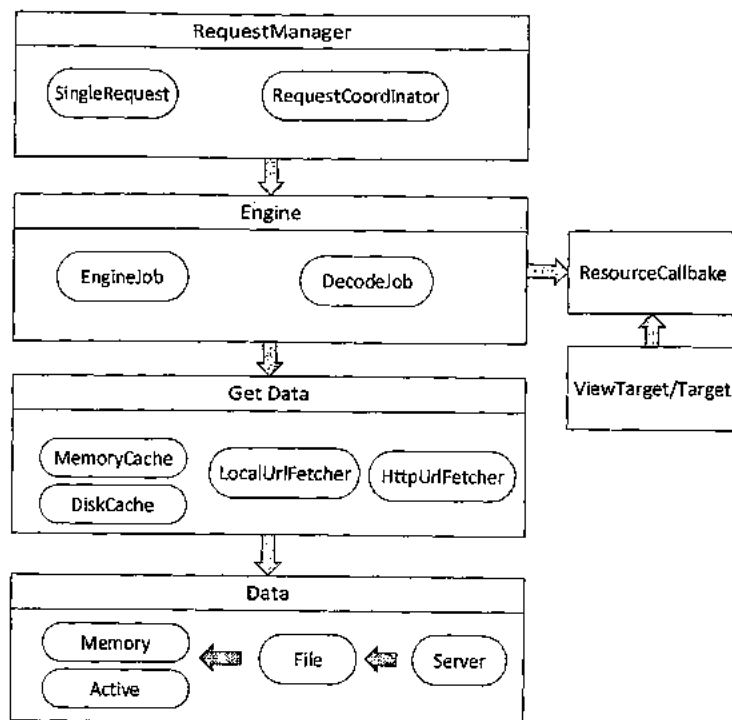 RequestManager
SingleRequest
RequestCoordinator
Engine
EngineJob
DecodeJob
ResourceCallbake
ViewTarget/Target
Get Data
MemoryCache
LocalUrlFetcher
HttpUrlFetcher
DiskCache
Data
Memory
File
Server
Active